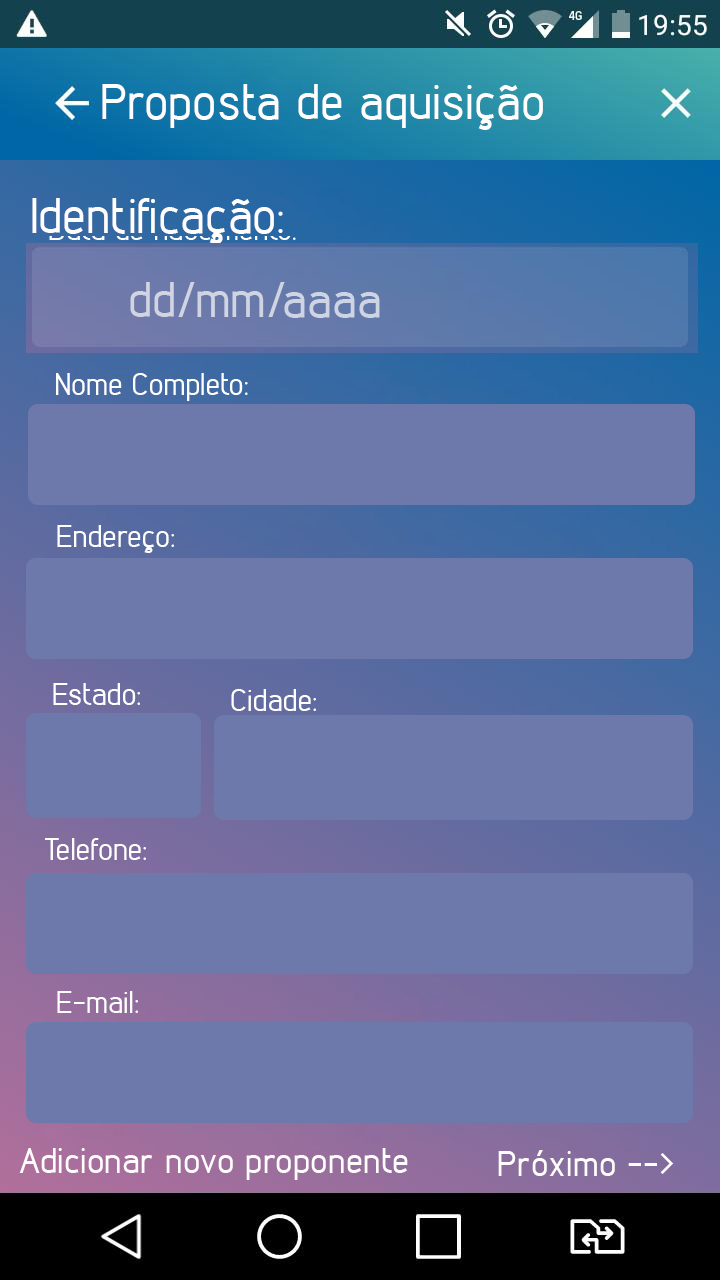 4G 19:55
Proposta de aquisição
Identificação:
Data de nascimento:
dd/mm/aaaa
Nome Completo:
Endereço:
Estado: Cidade:
Telefone:
E-mail:
Adicionar novo proponente Próximo -->